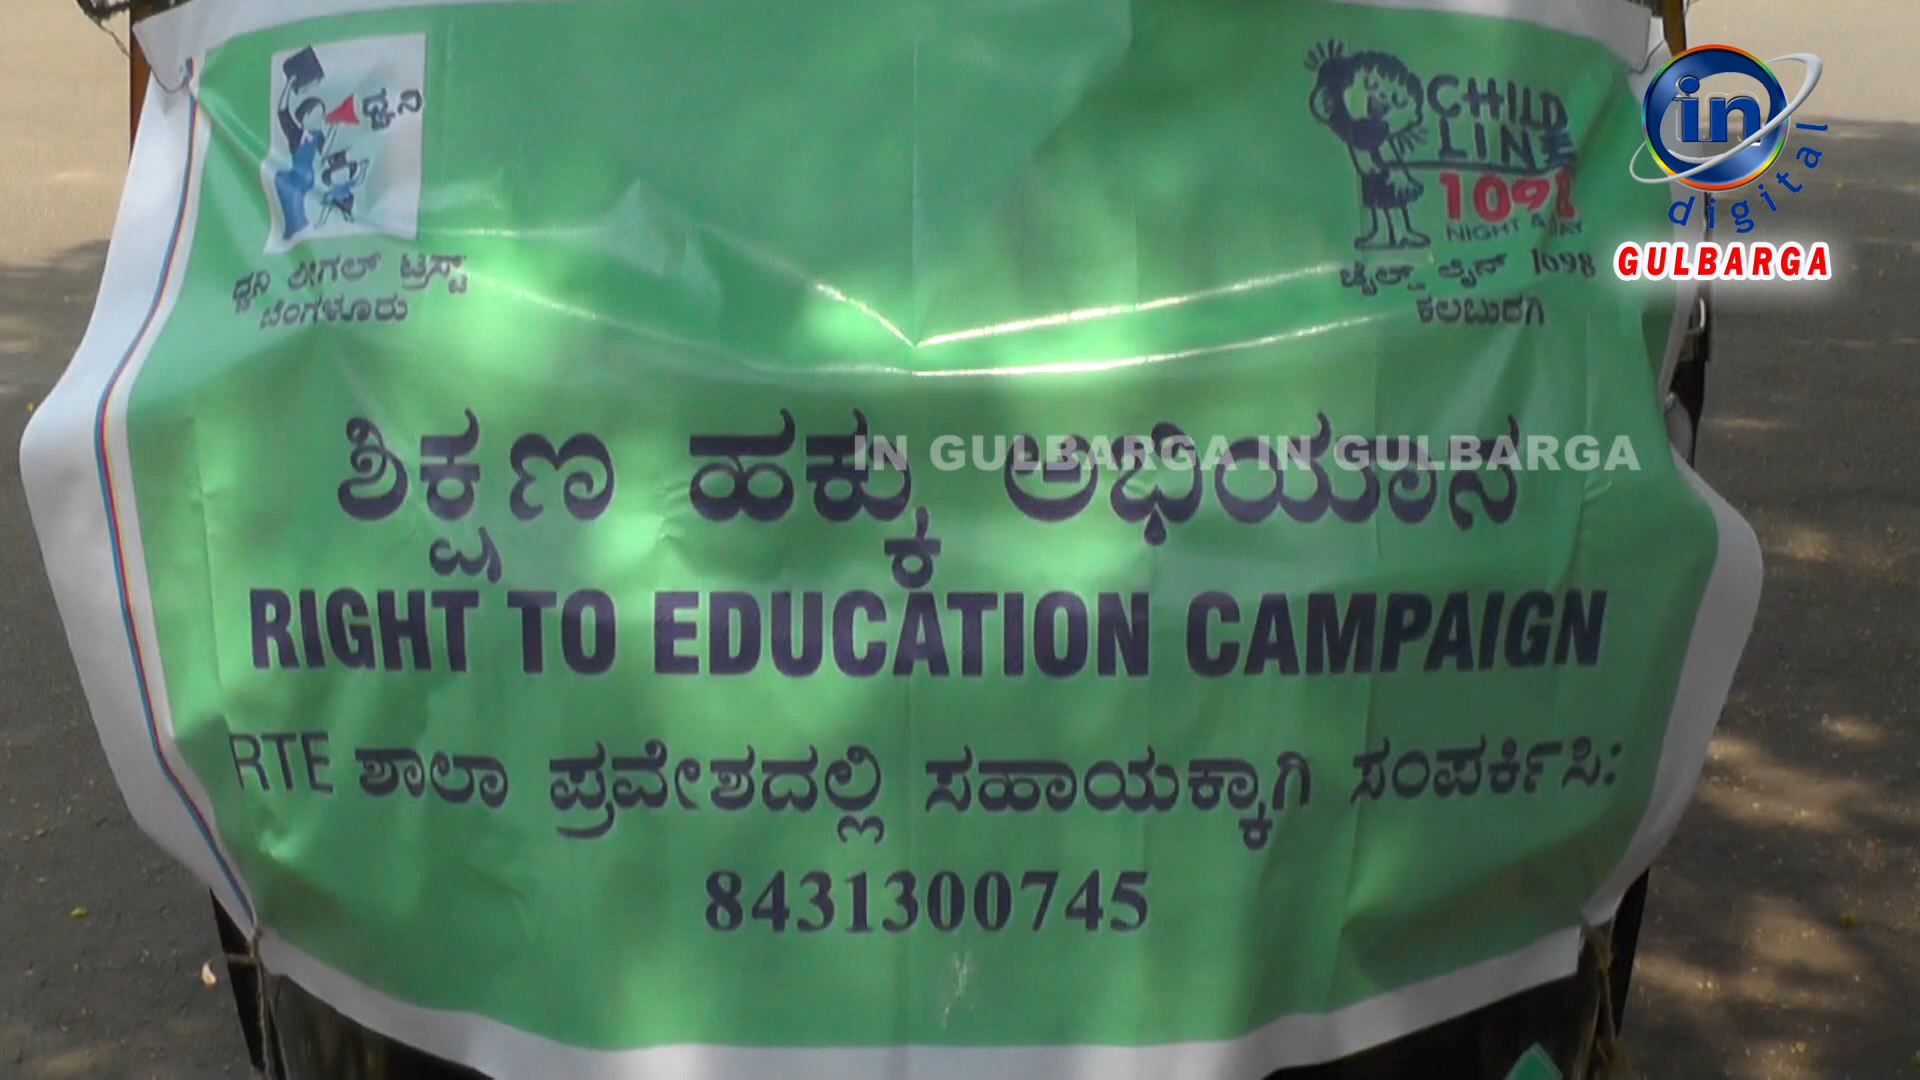 ಧ್ವನಿ
ಧ್ವನಿ ಲೀಗಲ್ ಟ್ರಸ್ಟ್
ಬೆಂಗಳೂರು
CHILD
LINE
1098
NIGHT & DAY
ಚೈಲ್ಡ್ ಲೈನ್ 1098
ಕಲಬುರಗಿ
in
digital
GULBARGA
ಶಿಕ್ಷಣ ಹಕ್ಕು ಅಭಿಯಾನ
IN GULBARGA IN GULBARGA
RIGHT TO EDUCATION CAMPAIGN
RTE ಶಾಲಾ ಪ್ರವೇಶದಲ್ಲಿ ಸಹಾಯಕ್ಕಾಗಿ ಸಂಪರ್ಕಿಸಿ:
8431300745